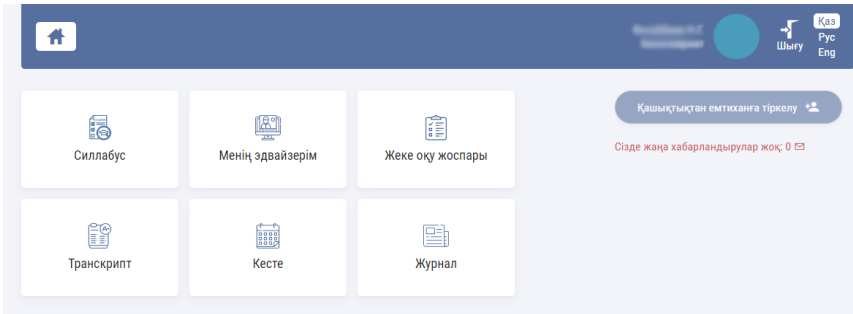 Шығу
Қаз
Рус
Eng
Силлабус
Менің эдвайзерім
Жеке оқу жоспары
Қашықтықтан емтиханға тіркелу
Сізде жаңа хабарландырулар жоқ: 0
Транскрипт
Кесте
Журнал